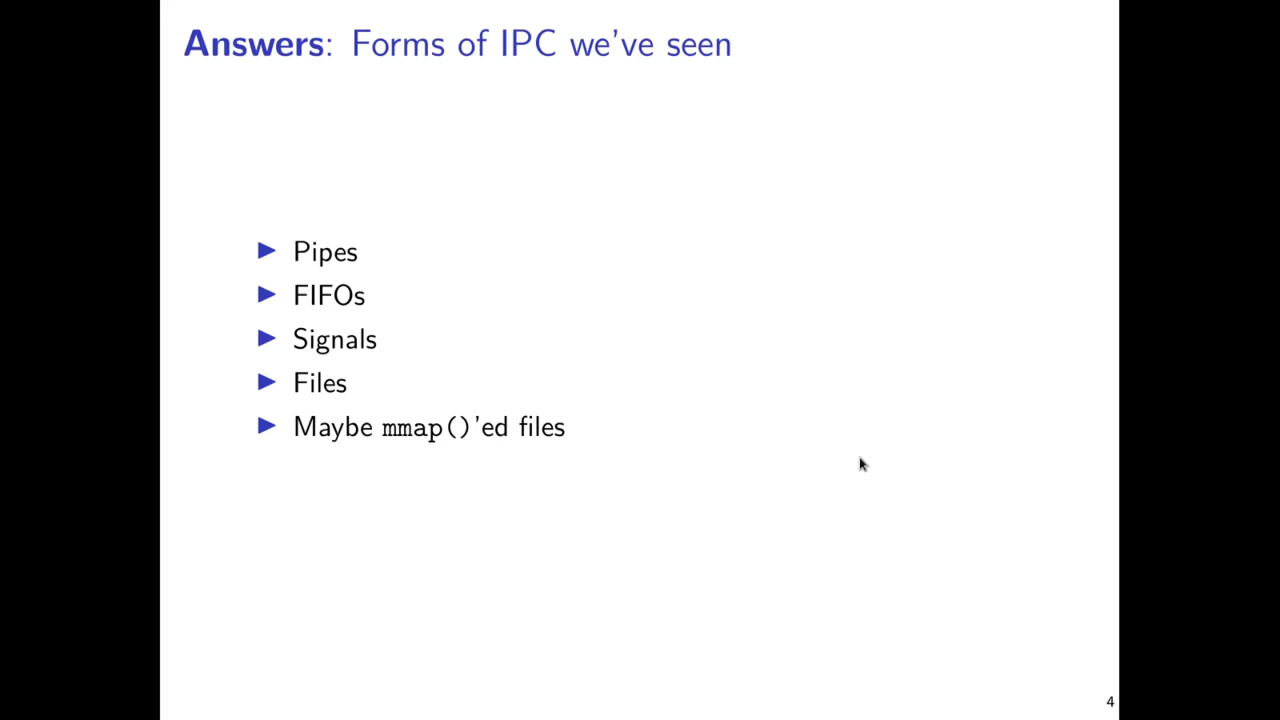 Answers: Forms of IPC we've seen
▶ Pipes
▶ FIFOs
▶ Signals
▶ Files
▶ Maybe mmap()'ed files
4